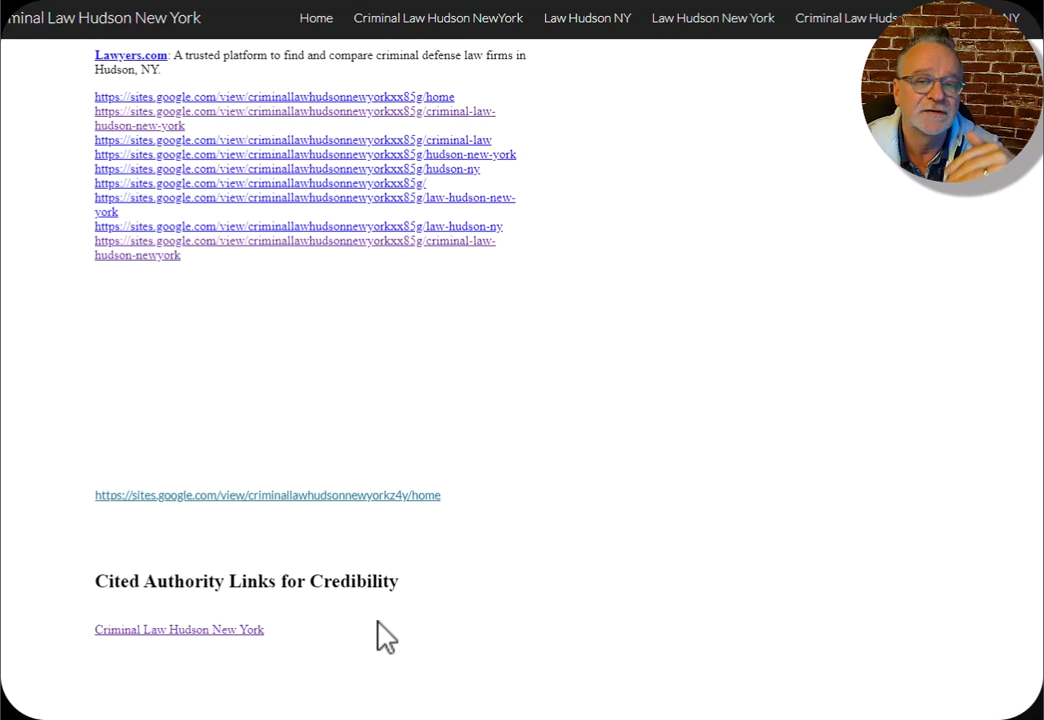 minal Law Hudson New York
Home Criminal Law Hudson NewYork Law Hudson NY Law Hudson New York Criminal Law Huds NY
Lawyers.com: A trusted platform to find and compare criminal defense law firms in
Hudson, NY.
https://sites.google.com/view/criminallawhudsonnewyorkxx85g/home
https://sites.google.com/view/criminallawhudsonnewyorkxx85g/criminal-law-
hudson-new-york
https://sites.google.com/view/criminallawhudsonnewyorkxx85g/criminal-law
https://sites.google.com/view/criminallawhudsonnewyorkxx85g/hudson-new-york
https://sites.google.com/view/criminallawhudsonnewyorkxx85g/hudson-ny
https://sites.google.com/view/criminallawhudsonnewyorkxx85g/
https://sites.google.com/view/criminallawhudsonnewyorkxx85g/law-hudson-new-
york
https://sites.google.com/view/criminallawhudsonnewyorkxx85g/law-hudson-ny
https://sites.google.com/view/criminallawhudsonnewyorkxx85g/criminal-law-
hudson-newyork
https://sites.google.com/view/criminallawhudsonnewyorkz4y/home
Cited Authority Links for Credibility
Criminal Law Hudson New York